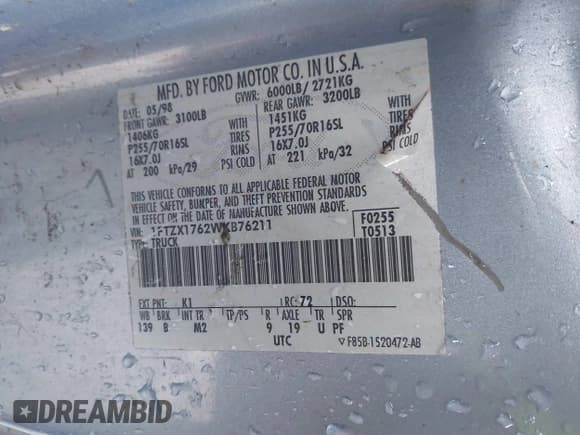 MFD. BY FORD MOTOR CO. IN U.S.A.
DATE: 05/98 GVWR: 6000LB/ 2721KG
FRONT GAWR: 3100LB REAR GAWR: 3200LB
1406KG WITH 1451KG WITH
P255/70R16SL TIRES P255/70R16SL TIRES
16X7.0J RIMS 16X7.0J RIMS
AT 200 kPa/29 PSI COLD AT 221 kPa/32 PSI COLD
THIS VEHICLE CONFORMS TO ALL APPLICABLE FEDERAL MOTOR
VEHICLE SAFETY, BUMPER, AND THEFT PREVENTION STANDARDS
IN EFFECT ON THE DATE OF MANUFACTURE SHOWN ABOVE.
VIN: 1FTZX1762WKB76211 F0255
TYPE: TRUCK T0513
EXT PNT: K1 RC: 72 DSO:
WB BRK INT TR TP/PS R AXLE TR SPR
139 B M2 9 19 U PF
UTC ▽ F85B-1520472-AB
DREAMBID